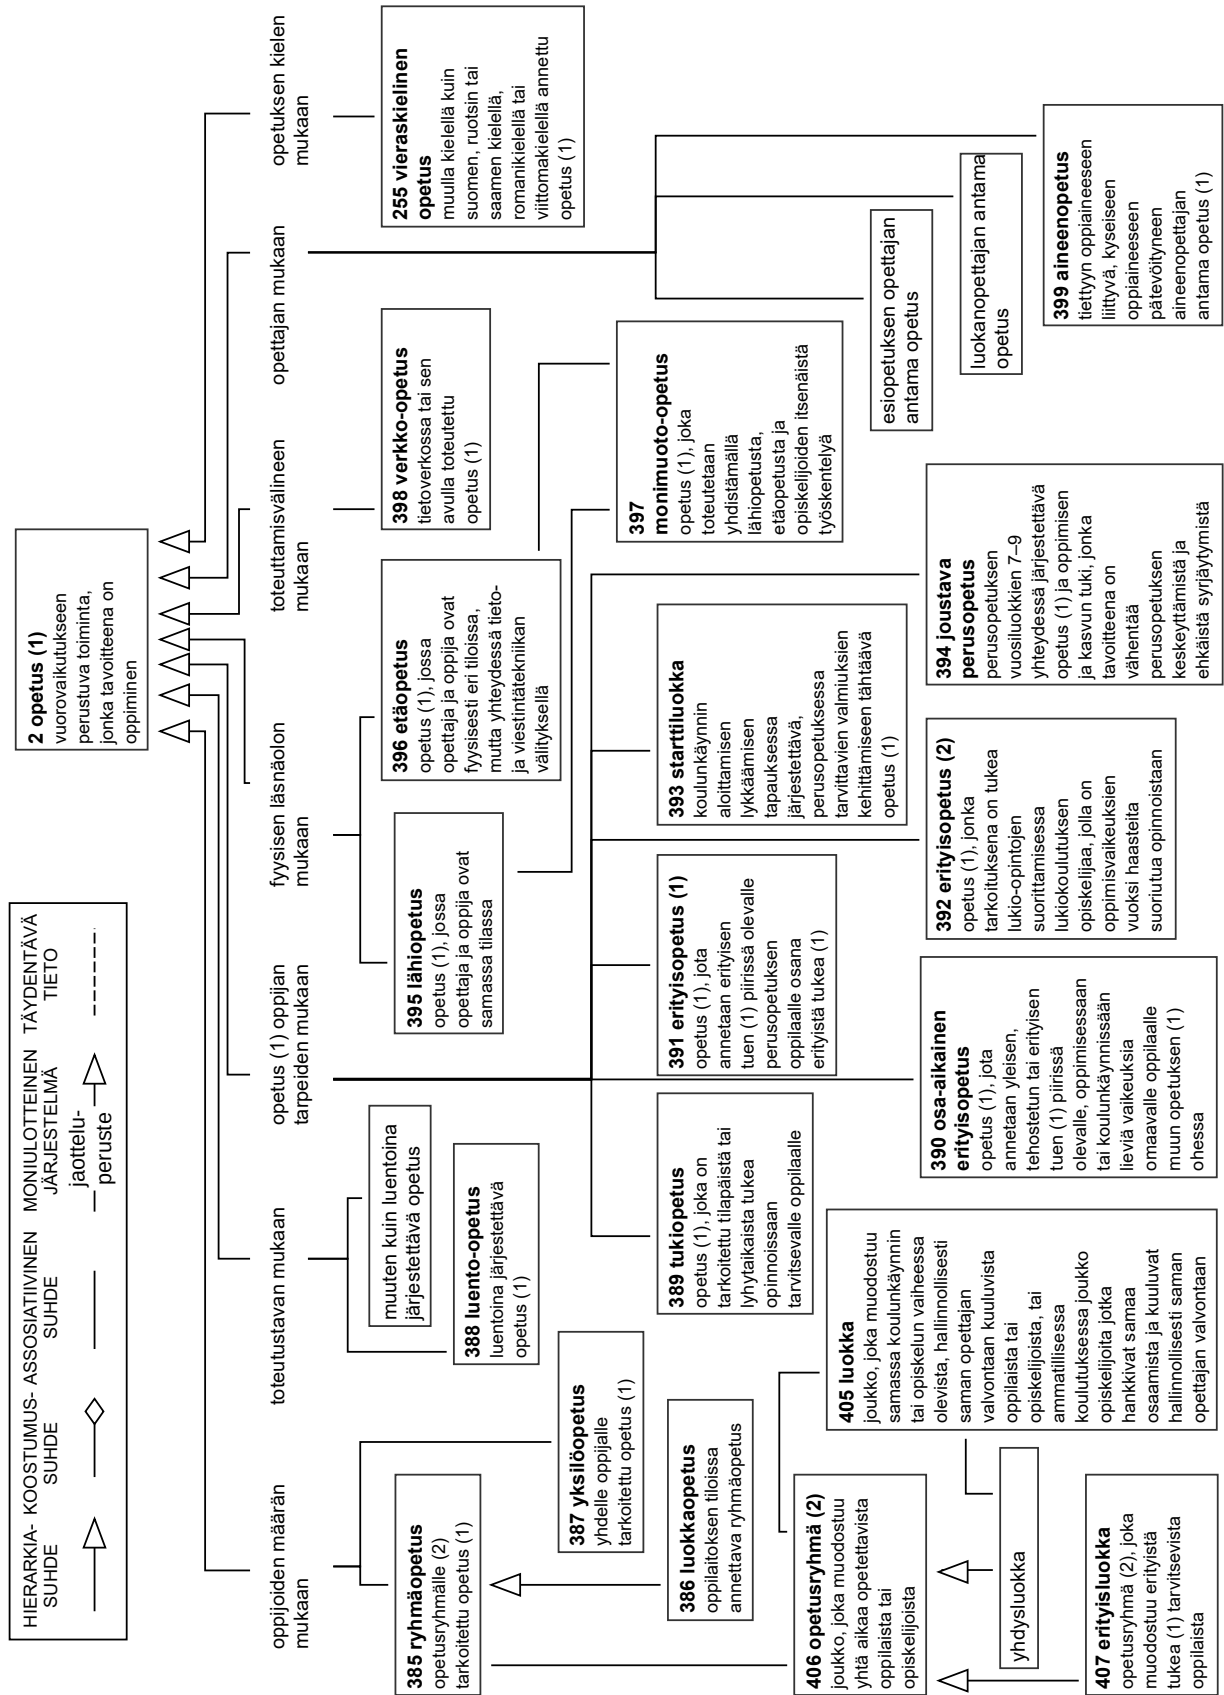 HIERARKIA-
SUHDE
KOOSTUMUS-
SUHDE
ASSOSIATIIVINEN
SUHDE
MONIULOTTEINEN
JÄRJESTELMÄ
jaottelu-
peruste
TÄYDENTÄVÄ
TIETO
2 opetus (1)
vuorovaikutukseen
perustuva toiminta,
jonka tavoitteena on
oppiminen
oppijoiden määrän
mukaan
toteutustavan mukaan
opetus (1) oppijan
tarpeiden mukaan
fyysisen läsnäolon
mukaan
toteuttamisvälineen
mukaan
opettajan mukaan
opetuksen kielen
mukaan
385 ryhmäopetus
opetusryhmälle (2)
tarkoitettu opetus (1)
387 yksilöopetus
yhdelle oppijalle
tarkoitettu opetus (1)
386 luokkaopetus
oppilaitoksen tiloissa
annettava ryhmäopetus
406 opetusryhmä (2)
joukko, joka muodostuu
yhtä aikaa opetettavista
oppilaista tai
opiskelijoista
405 luokka
joukko, joka muodostuu
samassa koulunkäynnin
tai opiskelun vaiheessa
olevista, hallinnollisesti
saman opettajan
valvontaan kuuluvista
oppilaista tai
opiskelijoista, tai
ammatillisessa
koulutuksessa joukko
opiskelijoita jotka
hankkivat samaa
osaamista ja kuuluvat
hallinnollisesti saman
opettajan valvontaan
yhdysluokka
407 erityisluokka
opetusryhmä (2), joka
muodostuu erityistä
tukea (1) tarvitsevista
oppilaista
muuten kuin luentoina
järjestettävä opetus
388 luento-opetus
luentoina järjestettävä
opetus (1)
389 tukiopetus
opetus (1), joka on
tarkoitettu tilapäistä tai
lyhytaikaista tukea
opinnoissaan
tarvitsevalle oppilaalle
390 osa-aikainen
erityisopetus
opetus (1), jota
annetaan yleisen,
tehostetun tai erityisen
tuen (1) piirissä
olevalle, oppimisessaan
tai koulunkäynnissään
lieviä vaikeuksia
omaavalle oppilaalle
muun opetuksen (1)
ohessa
391 erityisopetus (1)
opetus (1), jota
annetaan erityisen
tuen (1) piirissä olevalle
perusopetuksen
oppilaalle osana
erityistä tukea (1)
392 erityisopetus (2)
opetus (1), jonka
tarkoituksena on tukea
lukio-opintojen
suorittamisessa
lukiokoulutuksen
opiskelijaa, jolla on
oppimisvaikeuksien
vuoksi haasteita
suoriutua opinnoistaan
393 starttiluokka
koulunkäynnin
aloittamisen
lykkäämisen
tapauksessa
järjestettävä,
perusopetuksessa
tarvittavien valmiuksien
kehittämiseen tähtäävä
opetus (1)
394 joustava
perusopetus
perusopetuksen
vuosiluokkien 7–9
yhteydessä järjestettävä
opetus (1) ja oppimisen
ja kasvun tuki, jonka
tavoitteena on
vähentää
perusopetuksen
keskeyttämistä ja
ehkäistä syrjäytymistä
395 lähiopetus
opetus (1), jossa
opettaja ja oppija ovat
samassa tilassa
396 etäopetus
opetus (1), jossa
opettaja ja oppija ovat
fyysisesti eri tiloissa,
mutta yhteydessä tieto-
ja viestintätekniikan
välityksellä
397
monimuoto-opetus
opetus (1), joka
toteutetaan
yhdistämällä
lähiopetusta,
etäopetusta ja
opiskelijoiden itsenäistä
työskentelyä
398 verkko-opetus
tietoverkossa tai sen
avulla toteutettu
opetus (1)
esiopetuksen opettajan
antama opetus
luokanopettajan antama
opetus
399 aineenopetus
tiettyyn oppiaineeseen
liittyvä, kyseiseen
oppiaineeseen
pätevöityneen
aineenopettajan
antama opetus (1)
255 vieraskielinen
opetus
muulla kielellä kuin
suomen, ruotsin tai
saamen kielellä,
romanikielellä tai
viittomakielellä annettu
opetus (1)